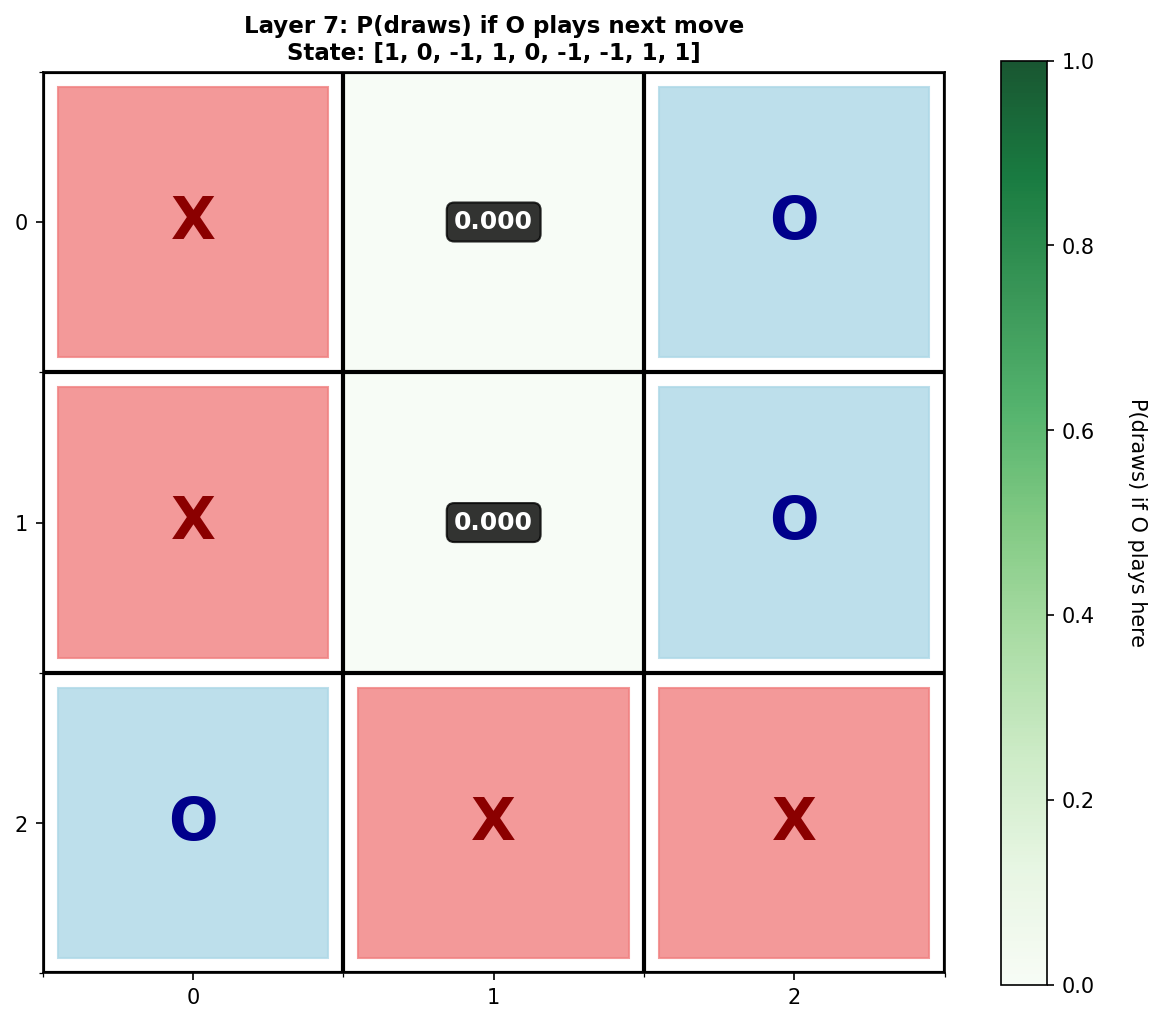 Layer 7: P(draws) if O plays next move
State: [1, 0, -1, 1, 0, -1, -1, 1, 1]
X
0.000
O
X
0.000
O
O
X
X
0
1
2
0
1
2
1.0
0.8
0.6
0.4
0.2
0.0
P(draws) if O plays here